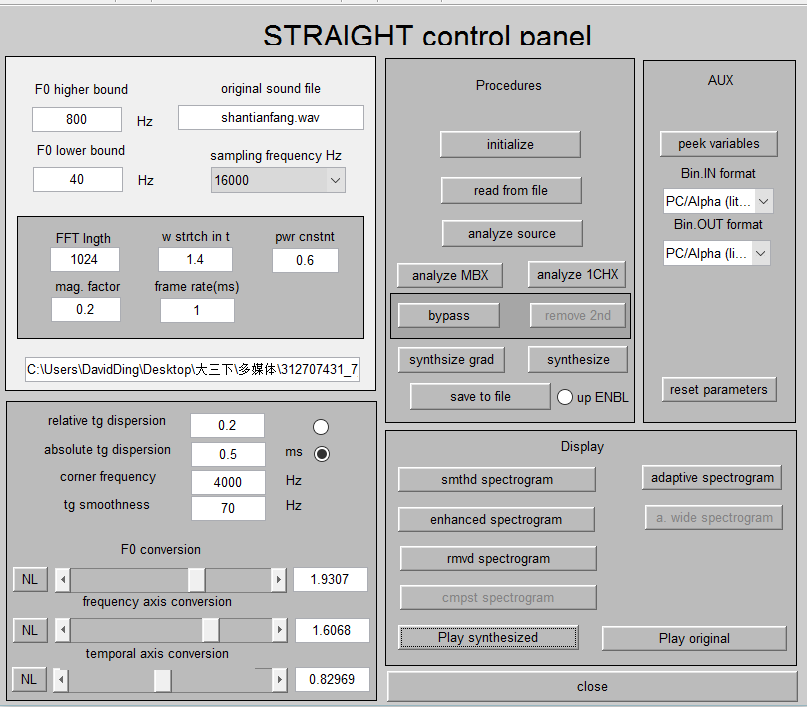 STRAIGHT control panel
F0 higher bound
800
Hz
original sound file
shantianfang.wav
F0 lower bound
40
Hz
sampling frequency Hz
16000
FFT lngth
w strtch in t
pwr cnstnt
1024
1.4
0.6
mag. factor
frame rate(ms)
0.2
1
C:\Users\DavidDing\Desktop\大三下\多媒体\312707431_7
relative tg dispersion
0.2
absolute tg dispersion
0.5
ms
corner frequency
4000
Hz
tg smoothness
70
Hz
F0 conversion
NL
1.9307
frequency axis conversion
NL
1.6068
temporal axis conversion
NL
0.82969
Procedures
initialize
read from file
analyze source
analyze MBX
analyze 1CHX
bypass
remove 2nd
synthsize grad
synthesize
save to file
up ENBL
AUX
peek variables
Bin.IN format
PC/Alpha (lit...
Bin.OUT format
PC/Alpha (li...
reset parameters
Display
smthd spectrogram
adaptive spectrogram
enhanced spectrogram
a. wide spectrogram
rmvd spectrogram
cmpst spectrogram
Play synthesized
Play original
close